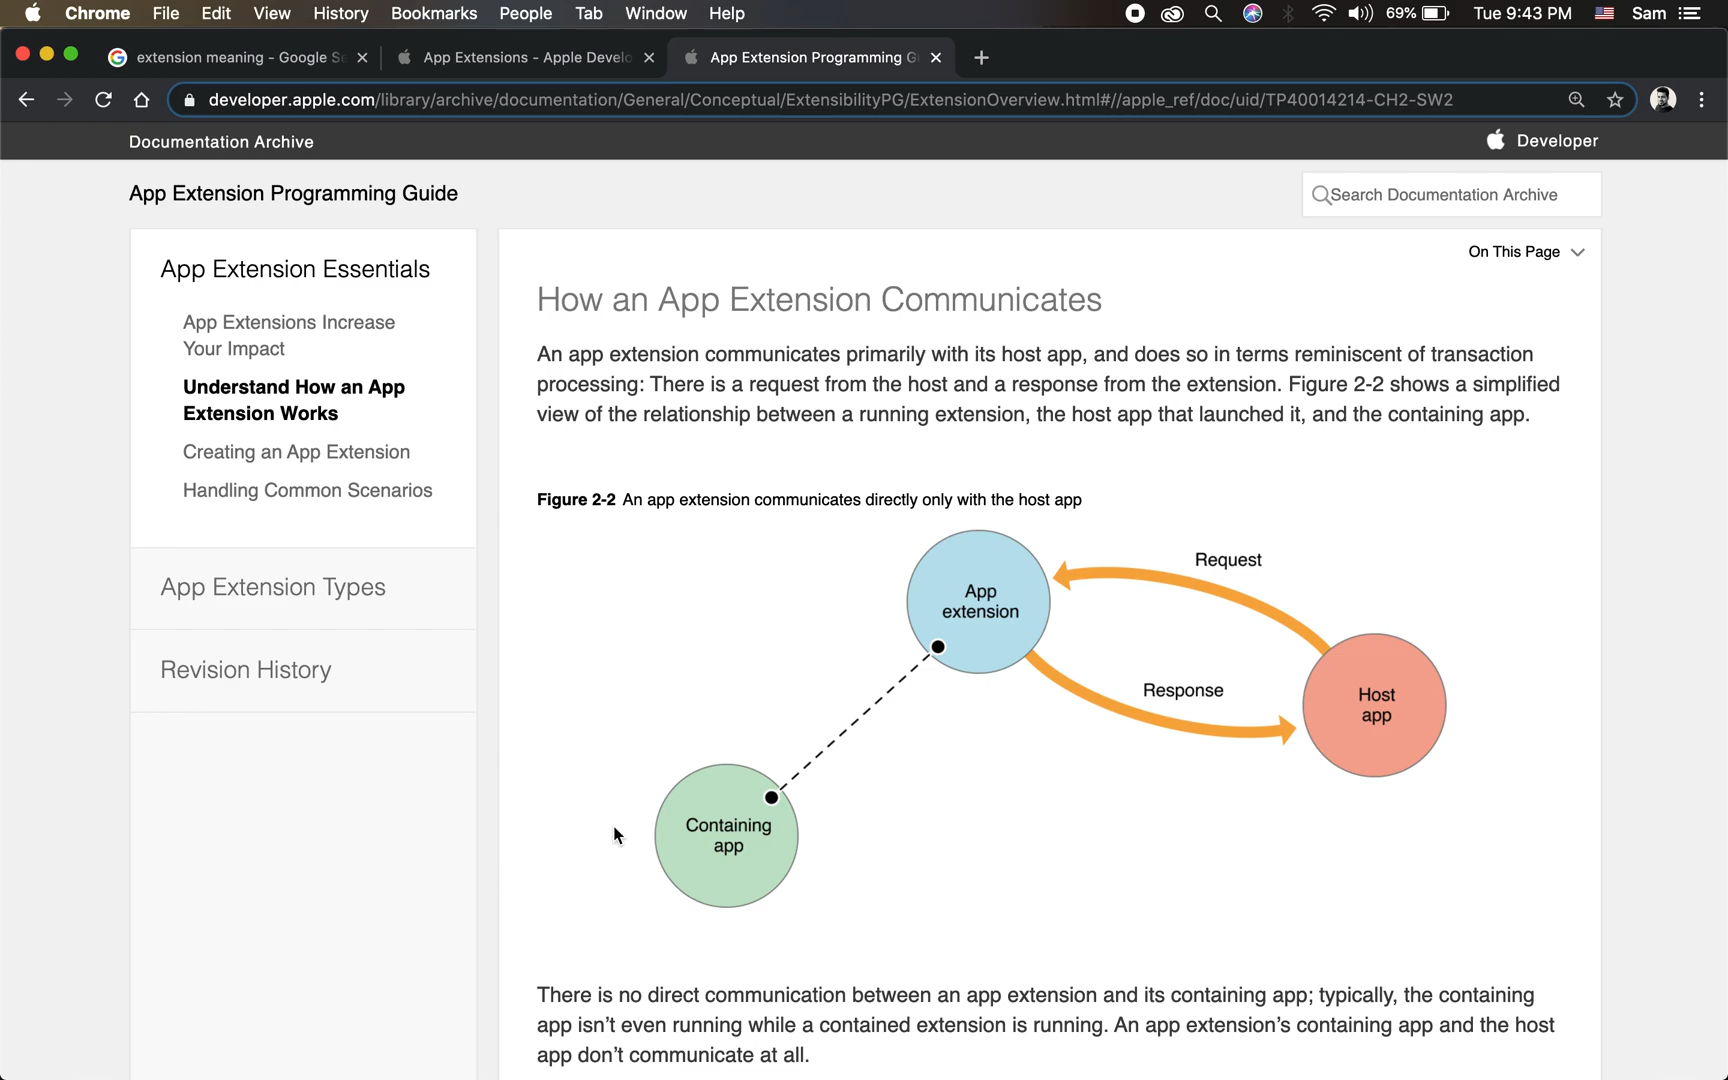 Chrome File Edit View History Bookmarks People Tab Window Help 69% Tue 9:43 PM Sam
extension meaning - Google Se
App Extensions - Apple Develo
App Extension Programming G
developer.apple.com/library/archive/documentation/General/Conceptual/ExtensibilityPG/ExtensionOverview.html#//apple_ref/doc/uid/TP40014214-CH2-SW2
Documentation Archive
Developer
App Extension Programming Guide
Search Documentation Archive
App Extension Essentials
App Extensions Increase
Your Impact
Understand How an App
Extension Works
Creating an App Extension
Handling Common Scenarios
App Extension Types
Revision History
On This Page
How an App Extension Communicates
An app extension communicates primarily with its host app, and does so in terms reminiscent of transaction
processing: There is a request from the host and a response from the extension. Figure 2-2 shows a simplified
view of the relationship between a running extension, the host app that launched it, and the containing app.
Figure 2-2 An app extension communicates directly only with the host app
App
extension
Request
Response
Host
app
Containing
app
There is no direct communication between an app extension and its containing app; typically, the containing
app isn’t even running while a contained extension is running. An app extension’s containing app and the host
app don’t communicate at all.